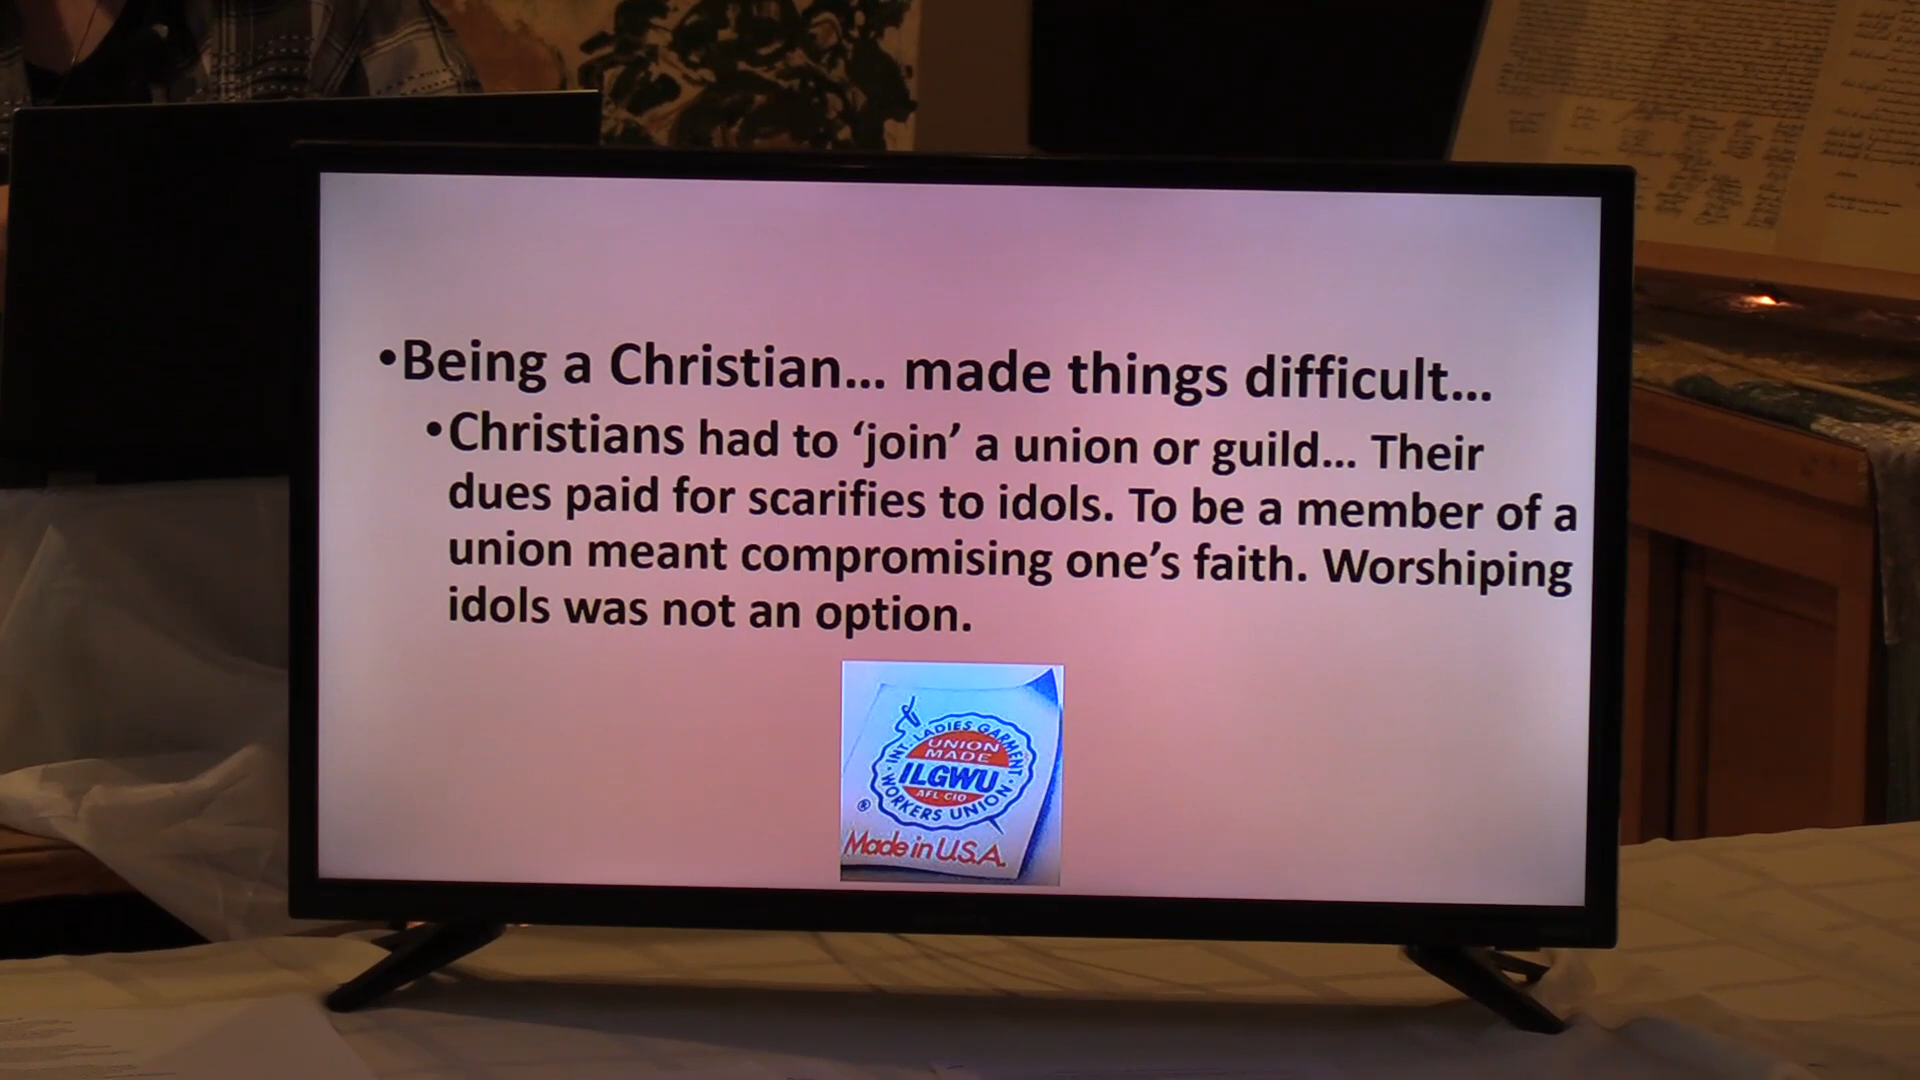 •Being a Christian... made things difficult...
•Christians had to ‘join’ a union or guild... Their
dues paid for scarifies to idols. To be a member of a
union meant compromising one’s faith. Worshiping
idols was not an option.
INT. LADIES GARMENT
UNION
MADE
ILGWU
AFL·CIO
WORKERS UNION
®
Made in U.S.A.